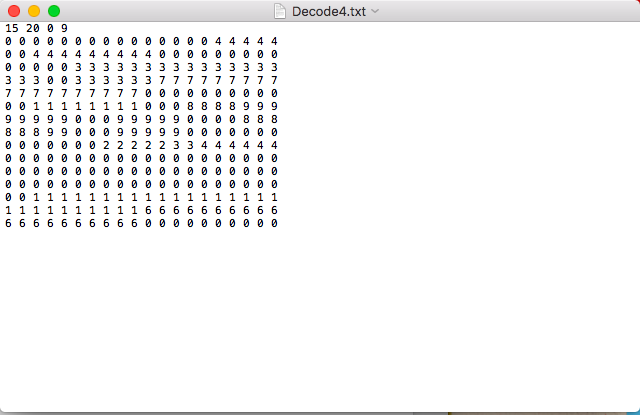 Decode4.txt
15 20 0 9
0 0 0 0 0 0 0 0 0 0 0 0 0 0 0 4 4 4 4 4
0 0 4 4 4 4 4 4 4 4 4 0 0 0 0 0 0 0 0 0
0 0 0 0 0 3 3 3 3 3 3 3 3 3 3 3 3 3 3 3
3 3 3 0 0 3 3 3 3 3 3 7 7 7 7 7 7 7 7 7
7 7 7 7 7 7 7 7 7 7 0 0 0 0 0 0 0 0 0 0
0 0 1 1 1 1 1 1 1 1 0 0 0 8 8 8 8 9 9 9
9 9 9 9 9 0 0 0 9 9 9 9 9 0 0 0 0 8 8 8
8 8 8 9 9 0 0 0 9 9 9 9 9 0 0 0 0 0 0 0
0 0 0 0 0 0 0 2 2 2 2 2 3 3 4 4 4 4 4 4
0 0 0 0 0 0 0 0 0 0 0 0 0 0 0 0 0 0 0 0
0 0 0 0 0 0 0 0 0 0 0 0 0 0 0 0 0 0 0 0
0 0 0 0 0 0 0 0 0 0 0 0 0 0 0 0 0 0 0 0
0 0 1 1 1 1 1 1 1 1 1 1 1 1 1 1 1 1 1 1
1 1 1 1 1 1 1 1 1 1 6 6 6 6 6 6 6 6 6 6
6 6 6 6 6 6 6 6 6 6 0 0 0 0 0 0 0 0 0 0